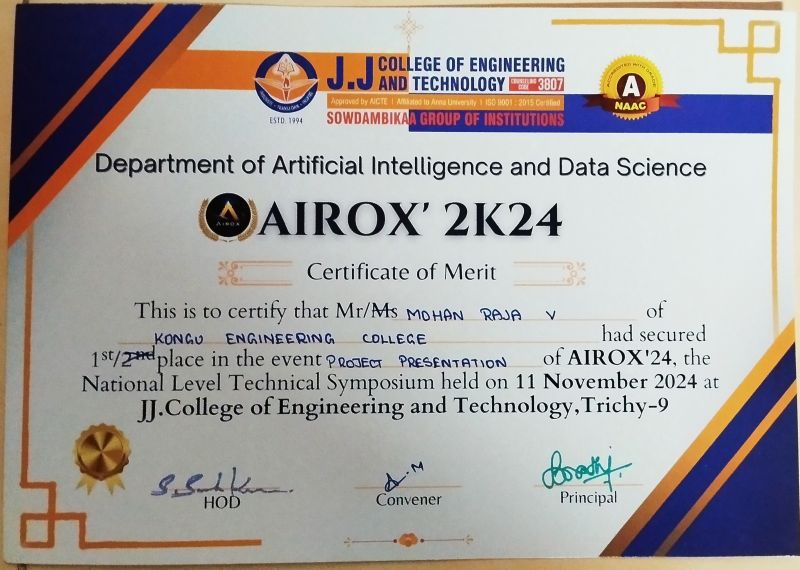 J.J COLLEGE OF ENGINEERING
AND TECHNOLOGY COUNSELING CODE 3807
Approved by AICTE | Affiliated to Anna University | ISO 9001 : 2015 Certified
SOWDAMBIKAA GROUP OF INSTITUTIONS
ESTD. 1994
ACCREDITED WITH GRADE
A
NAAC
Department of Artificial Intelligence and Data Science
AIROX
AIROX' 2K24
Certificate of Merit
This is to certify that Mr/Ms MOHAN RAJA V of
KONGU ENGINEERING COLLEGE had secured
1st/2nd place in the event PROJECT PRESENTATION of AIROX'24, the
National Level Technical Symposium held on 11 November 2024 at
JJ.College of Engineering and Technology,Trichy-9
HOD
Convener
Principal